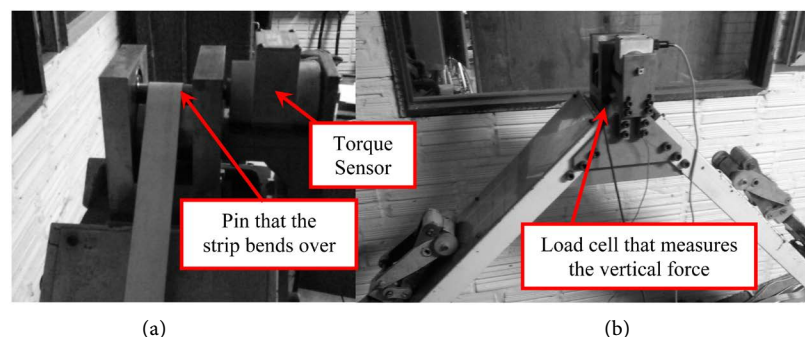 Torque
Sensor
Pin that the
strip bends over
Load cell that measures
the vertical force
(a)
(b)